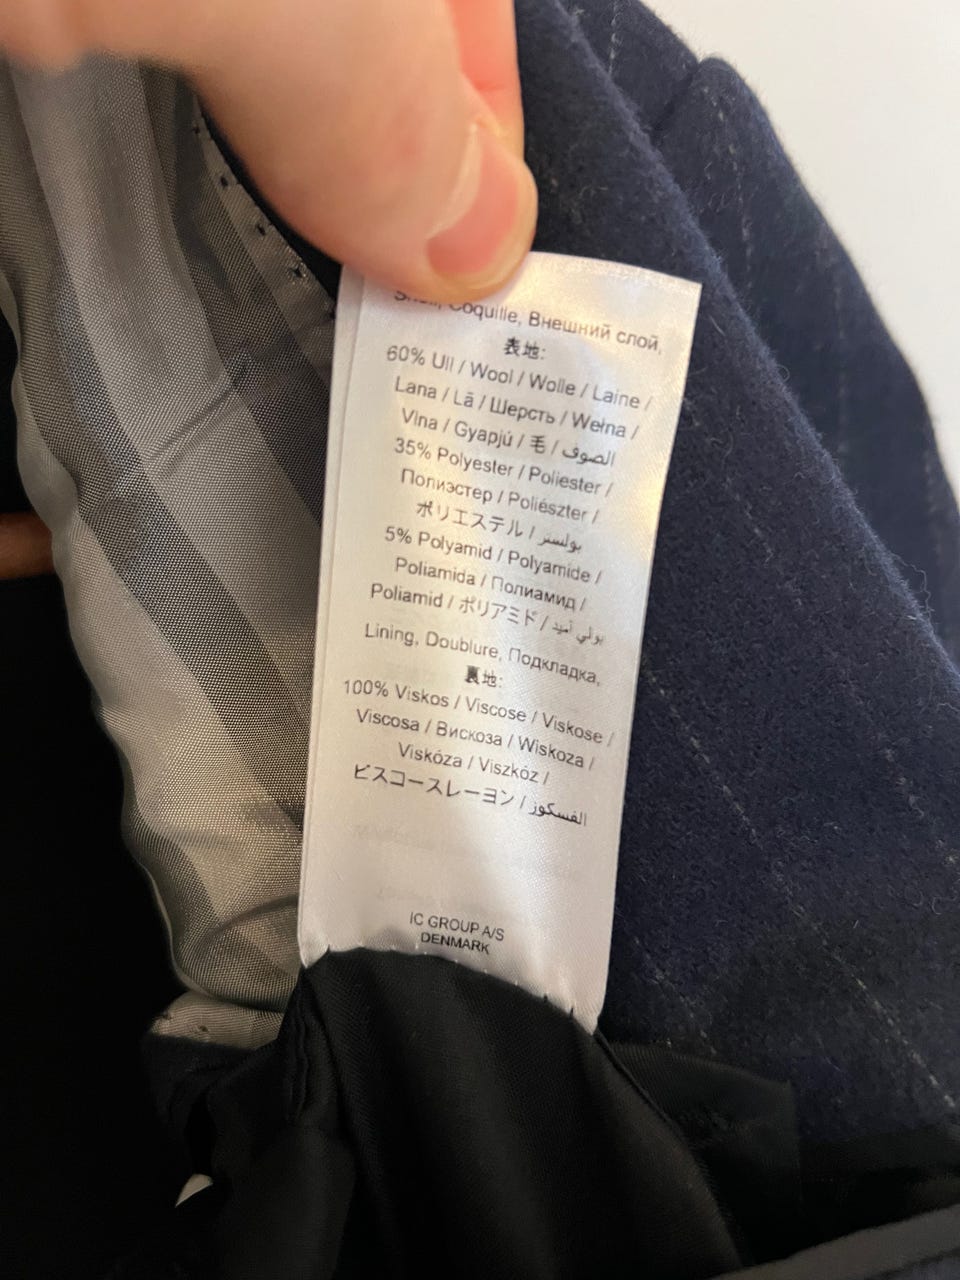 Coquille, Внешний слой,
表地:
60% Ull / Wool / Wolle / Laine /
Lana / Lã / Шерсть / Wełna /
Vlna / Gyapjú / 毛 / الصوف
35% Polyester / Poliester /
Полиэстер / Poliészter /
ポリエステル / بولستر
5% Polyamid / Polyamide /
Poliamida / Полиамид /
Poliamid / ポリアミド / بولي أميد
Lining, Doublure, Подкладка,
裏地:
100% Viskos / Viscose / Viskose /
Viscosa / Вискоза / Wiskoza /
Viskóza / Viszkóz /
ビスコースレーヨン / الفسكوز
IC GROUP A/S
DENMARK